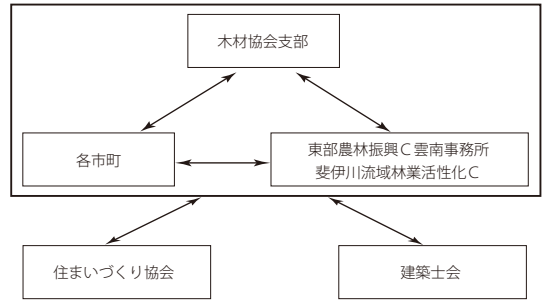 木材協会支部
各市町
東部農林振興C雲南事務所
斐伊川流域林業活性化C
住まいづくり協会
建築士会